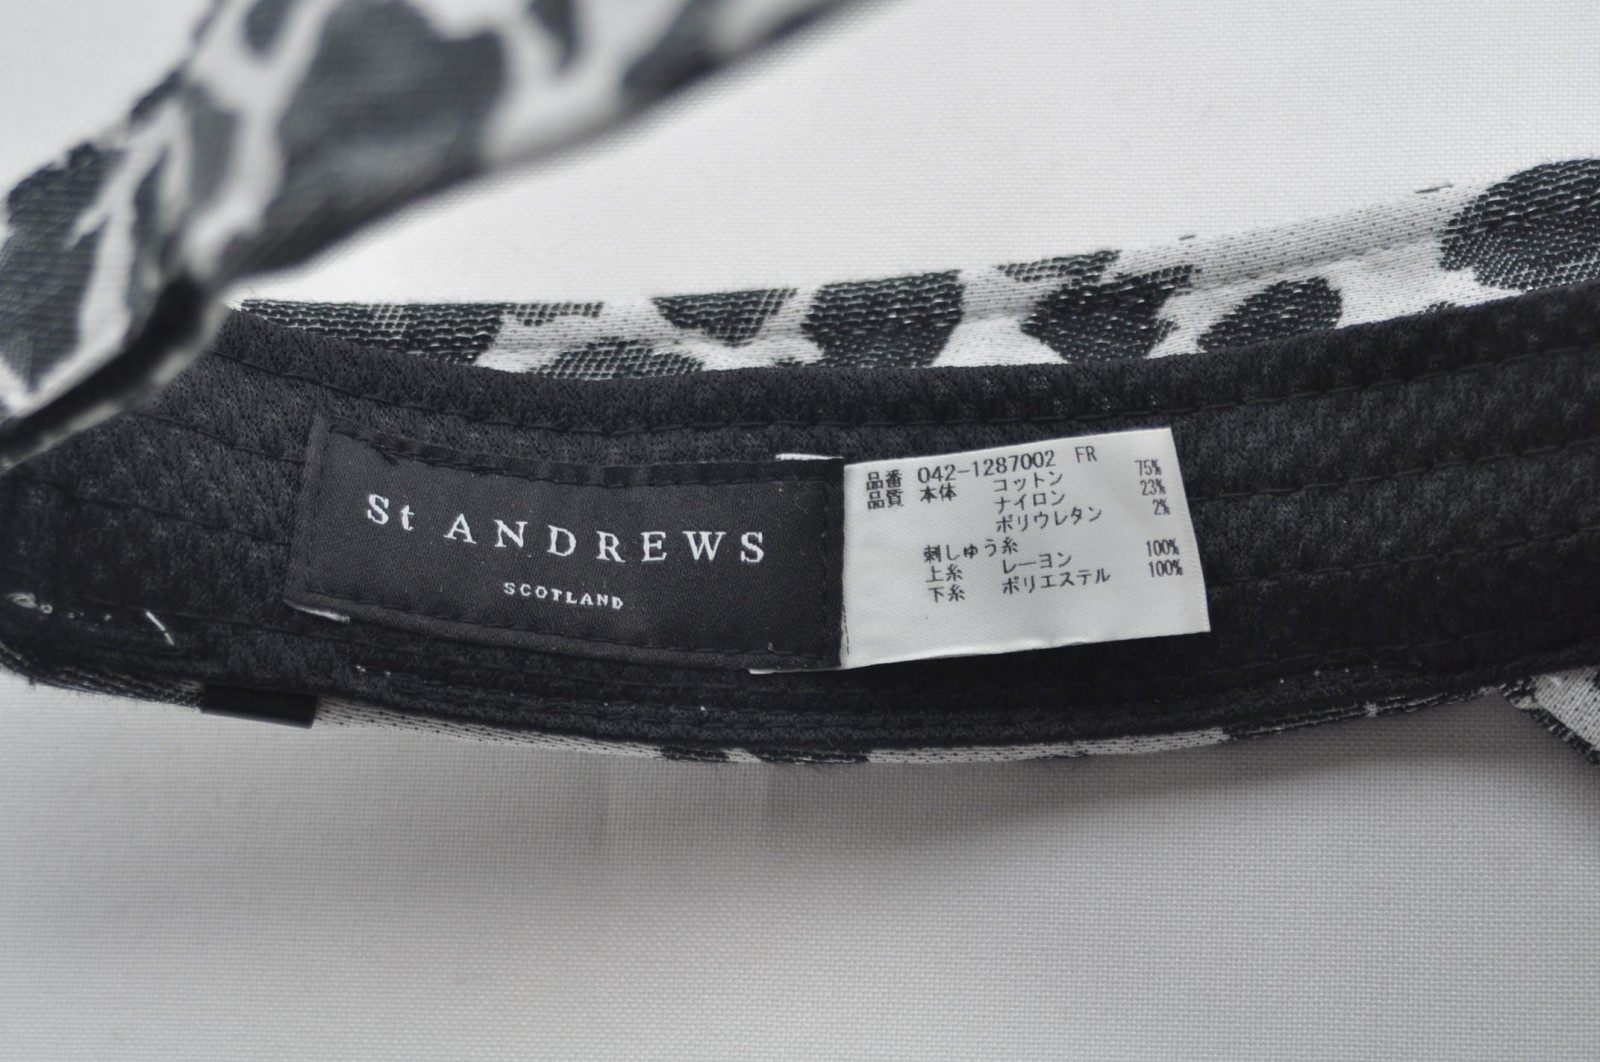 St ANDREWS
SCOTLAND
品番 042-1287002 FR
品質 本体 コットン 75%
ナイロン 23%
ポリウレタン 2%
刺しゅう糸
上糸 レーヨン 100%
下糸 ポリエステル 100%